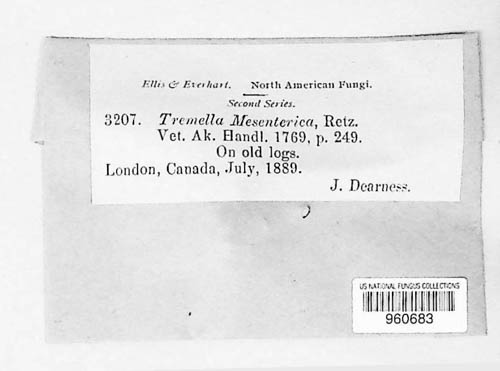 Ellis & Everhart. North American Fungi.
Second Series.
3207. Tremella Mesenterica, Retz.
Vet. Ak. Handl. 1769, p. 249.
On old logs.
London, Canada, July, 1889.
J. Dearness.
US NATIONAL FUNGUS COLLECTIONS
960683